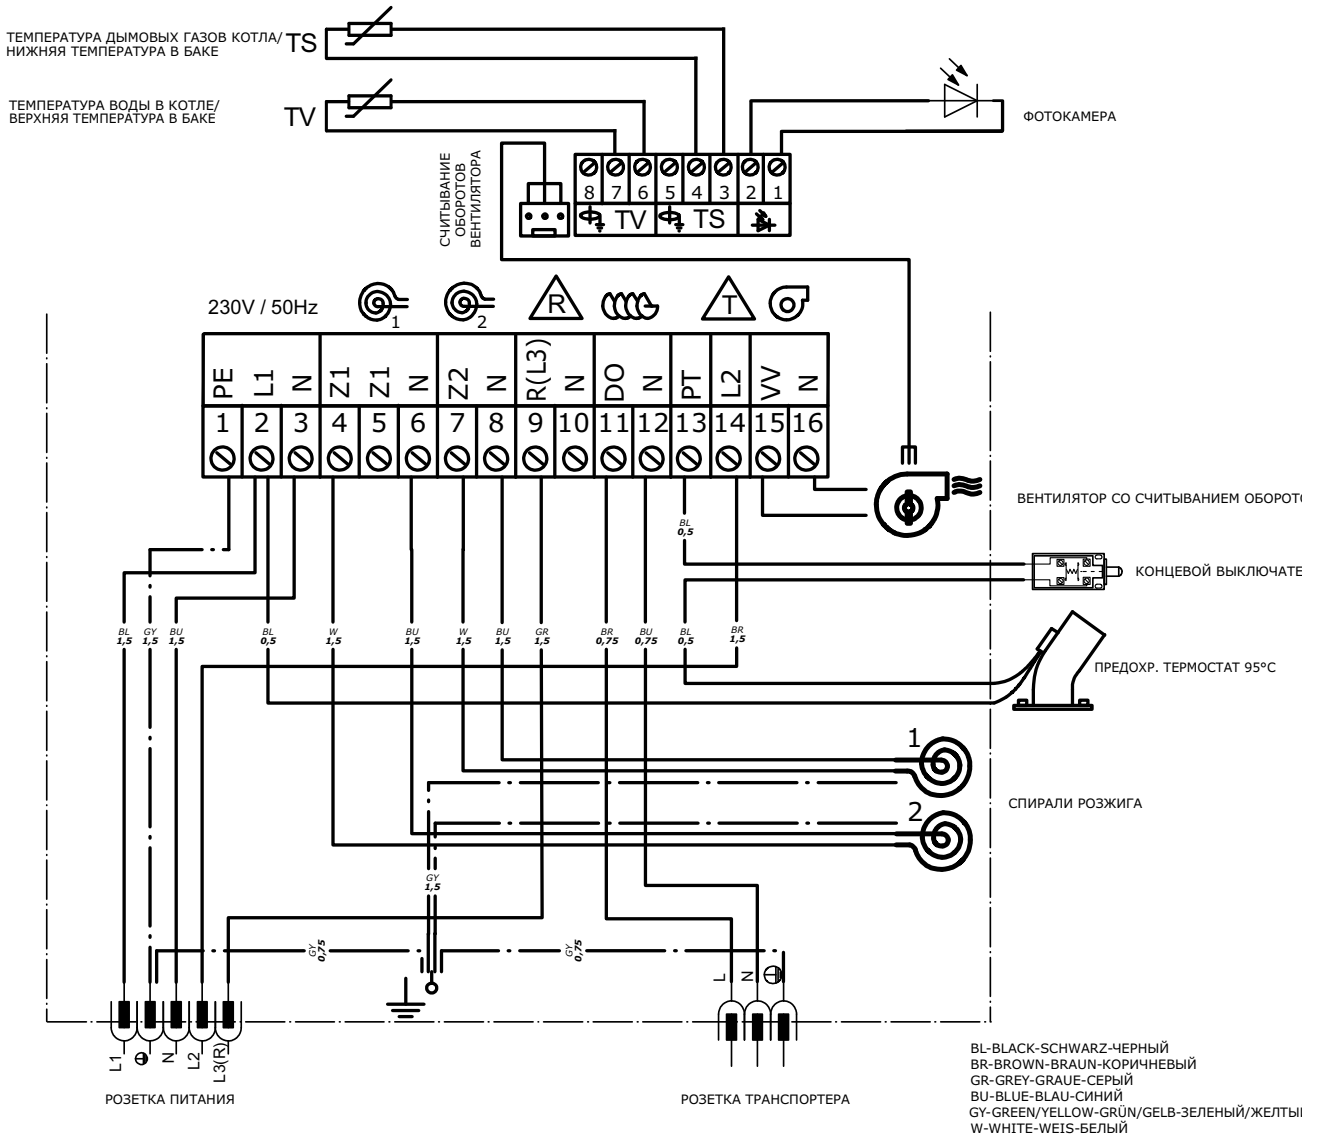 ТЕМПЕРАТУРА ДЫМОВЫХ ГАЗОВ КОТЛА/
НИЖНЯЯ ТЕМПЕРАТУРА В БАКЕ
TS
ТЕМПЕРАТУРА ВОДЫ В КОТЛЕ/
ВЕРХНЯЯ ТЕМПЕРАТУРА В БАКЕ
TV
ФОТОКАМЕРА
СЧИТЫВАНИЕ
ОБОРОТОВ
ВЕНТИЛЯТОРА
8 7 6 5 4 3 2 1
TV TS
230V / 50Hz
1 2 R T
PE L1 N Z1 Z1 N Z2 N R(L3) N DO N PT L2 VV N
1 2 3 4 5 6 7 8 9 10 11 12 13 14 15 16
ВЕНТИЛЯТОР СО СЧИТЫВАНИЕМ ОБОРОТО
BL
0,5
КОНЦЕВОЙ ВЫКЛЮЧАТЕ
BL GY BU BL W BU W BU GR BR BU BL BR
1,5 1,5 1,5 0,5 1,5 1,5 1,5 1,5 1,5 0,75 0,75 0,5 1,5
ПРЕДОХР. ТЕРМОСТАТ 95°C
1
СПИРАЛИ РОЗЖИГА
2
GY
1,5
GY
0,75
GY
0,75
L N
L1 N L2 L3(R)
РОЗЕТКА ПИТАНИЯ
РОЗЕТКА ТРАНСПОРТЕРА
BL-BLACK-SCHWARZ-ЧЕРНЫЙ
BR-BROWN-BRAUN-КОРИЧНЕВЫЙ
GR-GREY-GRAUE-СЕРЫЙ
BU-BLUE-BLAU-СИНИЙ
GY-GREEN/YELLOW-GRÜN/GELB-ЗЕЛЕНЫЙ/ЖЕЛТЫ
W-WHITE-WEIS-БЕЛЫЙ